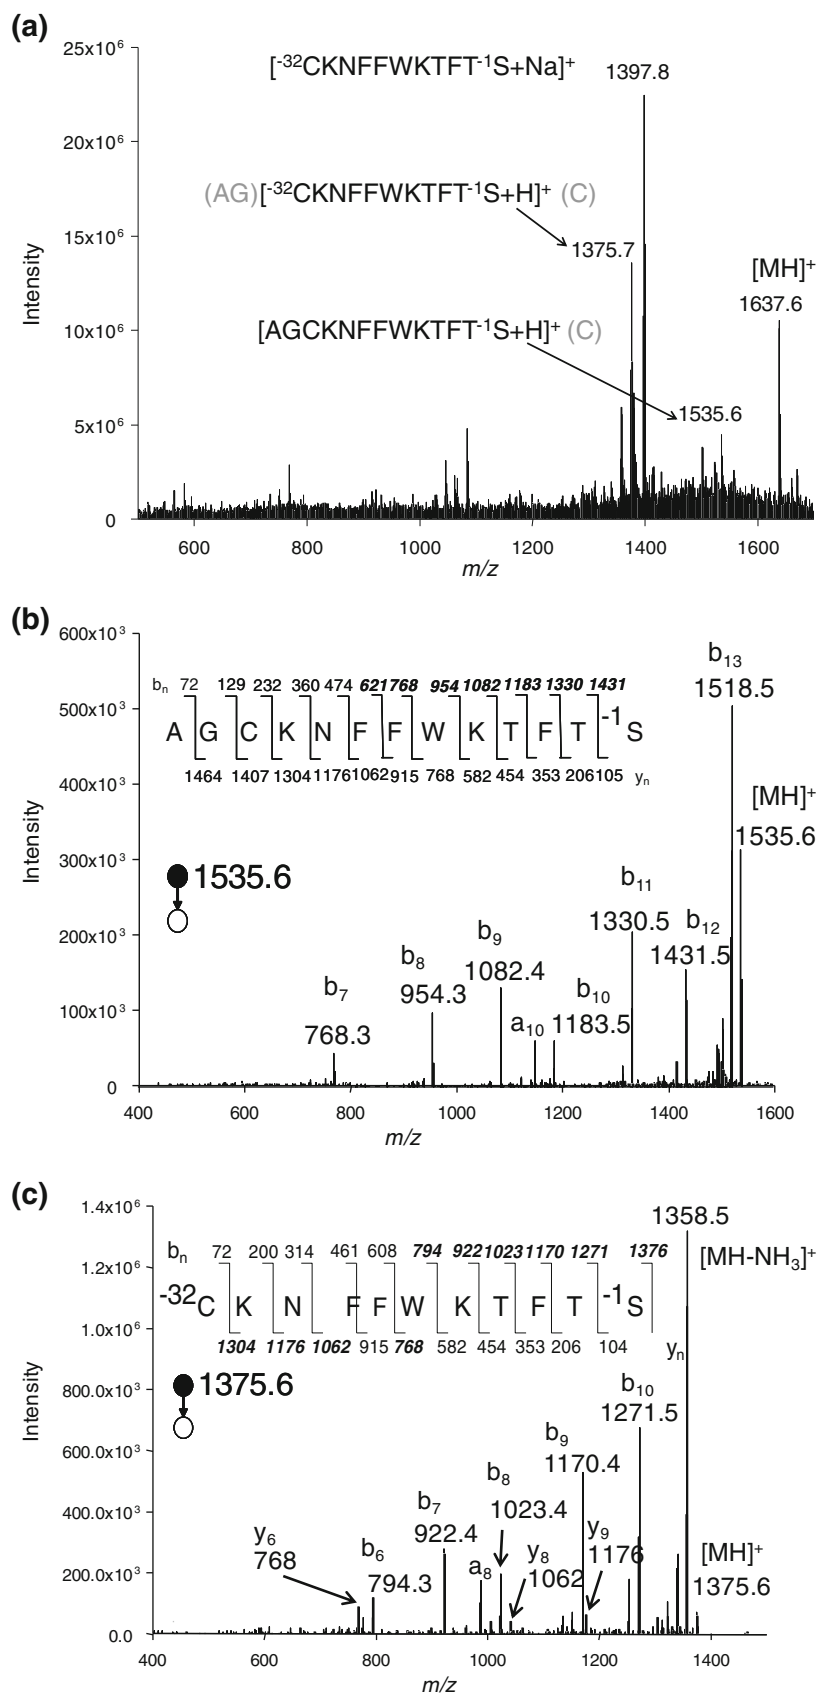 (a)
25x10⁶
20x10⁶
15x10⁶
10x10⁶
5x10⁶
0
Intensity
[⁻³²CKNFFWKTFT⁻¹S+Na]⁺
1397.8
(AG)[⁻³²CKNFFWKTFT⁻¹S+H]⁺ (C)
1375.7
[MH]⁺
1637.6
[AGCKNFFWKTFT⁻¹S+H]⁺ (C)
1535.6
600 800 1000 1200 1400 1600
m/z
(b)
600x10³
500x10³
400x10³
300x10³
200x10³
100x10³
0
Intensity
bₙ 72 129 232 360 474 621 768 954 1082 1183 1330 1431
A G C K N F F W K T F T ⁻¹S
1464 1407 1304 1176 1062 915 768 582 454 353 206 105 yₙ
b₁₃
1518.5
[MH]⁺
1535.6
1535.6
b₁₁
1330.5
b₁₂
1431.5
b₉
1082.4
b₈
954.3
b₁₀
1183.5
a₁₀
b₇
768.3
400 600 800 1000 1200 1400 1600
m/z
(c)
1.4x10⁶
1.2x10⁶
1.0x10⁶
800.0x10³
600.0x10³
400.0x10³
200.0x10³
0.0
Intensity
1358.5
[MH-NH₃]⁺
bₙ 72 200 314 461 608 794 922 1023 1170 1271 1376
⁻³²C K N F F W K T F T ⁻¹S
1304 1176 1062 915 768 582 454 353 206 104 yₙ
1375.6
b₁₀
1271.5
b₉
1170.4
b₈
1023.4
b₇
922.4
y₉
1176
y₈
1062
[MH]⁺
1375.6
y₆
768
b₆
794.3
a₈
400 600 800 1000 1200 1400
m/z